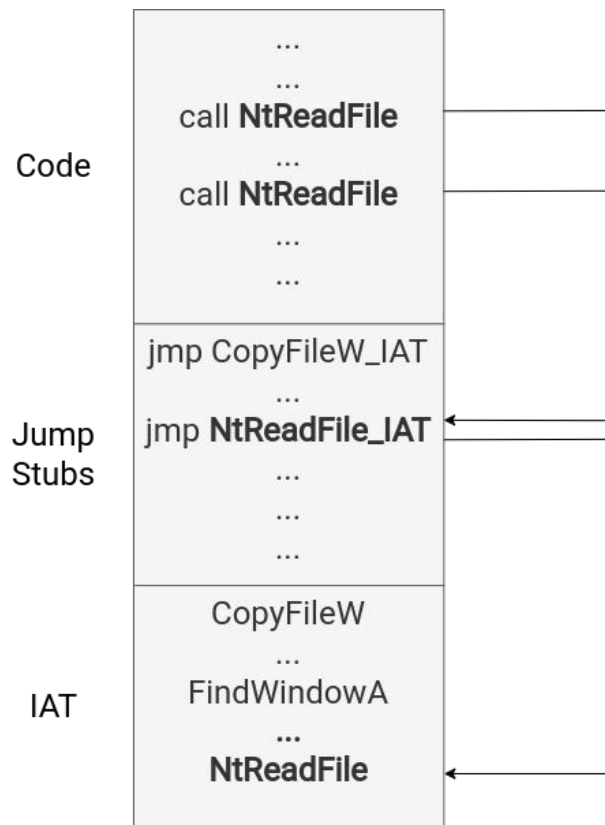 ...
...
call NtReadFile
Code
...
call NtReadFile
...
...
jmp CopyFileW_IAT
...
Jump
Stubs
jmp NtReadFile_IAT
...
...
...
CopyFileW
...
IAT
FindWindowA
...
NtReadFile